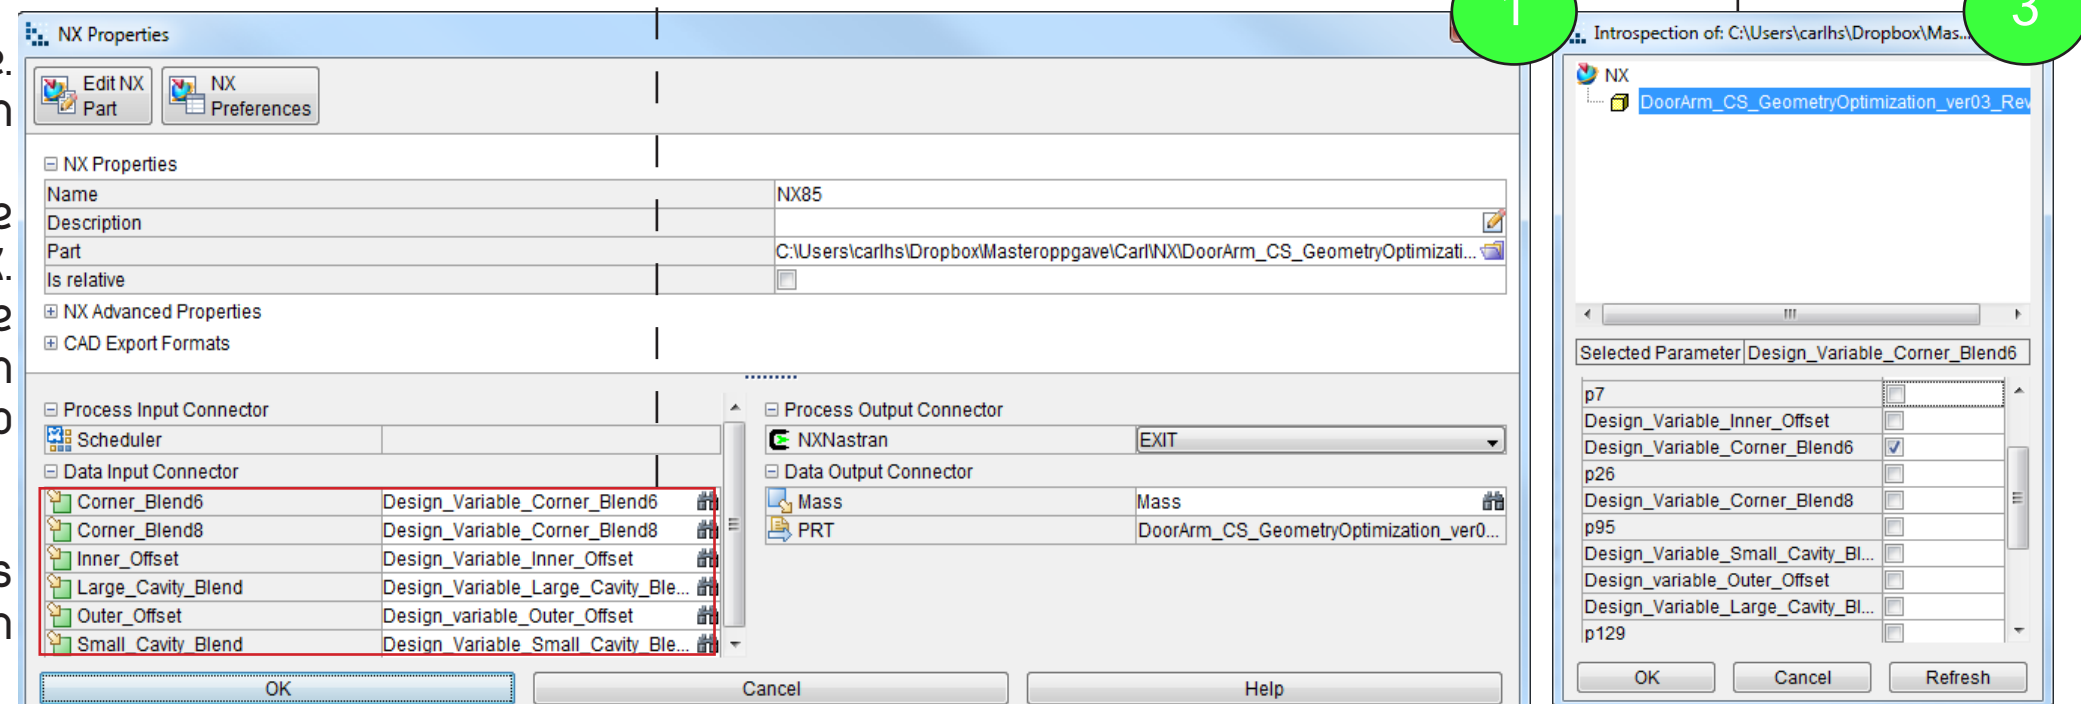 1
3
NX Properties
Edit NX
Part
NX
Preferences
NX Properties
Name NX85
Description
Part C:\Users\carlhs\Dropbox\Masteroppgave\Carl\NX\DoorArm_CS_GeometryOptimizati...
Is relative
NX Advanced Properties
CAD Export Formats
Process Input Connector
Scheduler
Data Input Connector
Corner_Blend6 Design_Variable_Corner_Blend6
Corner_Blend8 Design_Variable_Corner_Blend8
Inner_Offset Design_Variable_Inner_Offset
Large_Cavity_Blend Design_Variable_Large_Cavity_Ble...
Outer_Offset Design_variable_Outer_Offset
Small_Cavity_Blend Design_Variable_Small_Cavity_Ble...
Process Output Connector
NXNastran EXIT
Data Output Connector
Mass Mass
PRT DoorArm_CS_GeometryOptimization_ver0...
OK Cancel Help
Introspection of: C:\Users\carlhs\Dropbox\Mas...
NX
DoorArm_CS_GeometryOptimization_ver03_Rev
Selected Parameter Design_Variable_Corner_Blend6
p7
Design_Variable_Inner_Offset
Design_Variable_Corner_Blend6
p26
Design_Variable_Corner_Blend8
p95
Design_Variable_Small_Cavity_Bl...
Design_variable_Outer_Offset
Design_Variable_Large_Cavity_Bl...
p129
OK Cancel Refresh